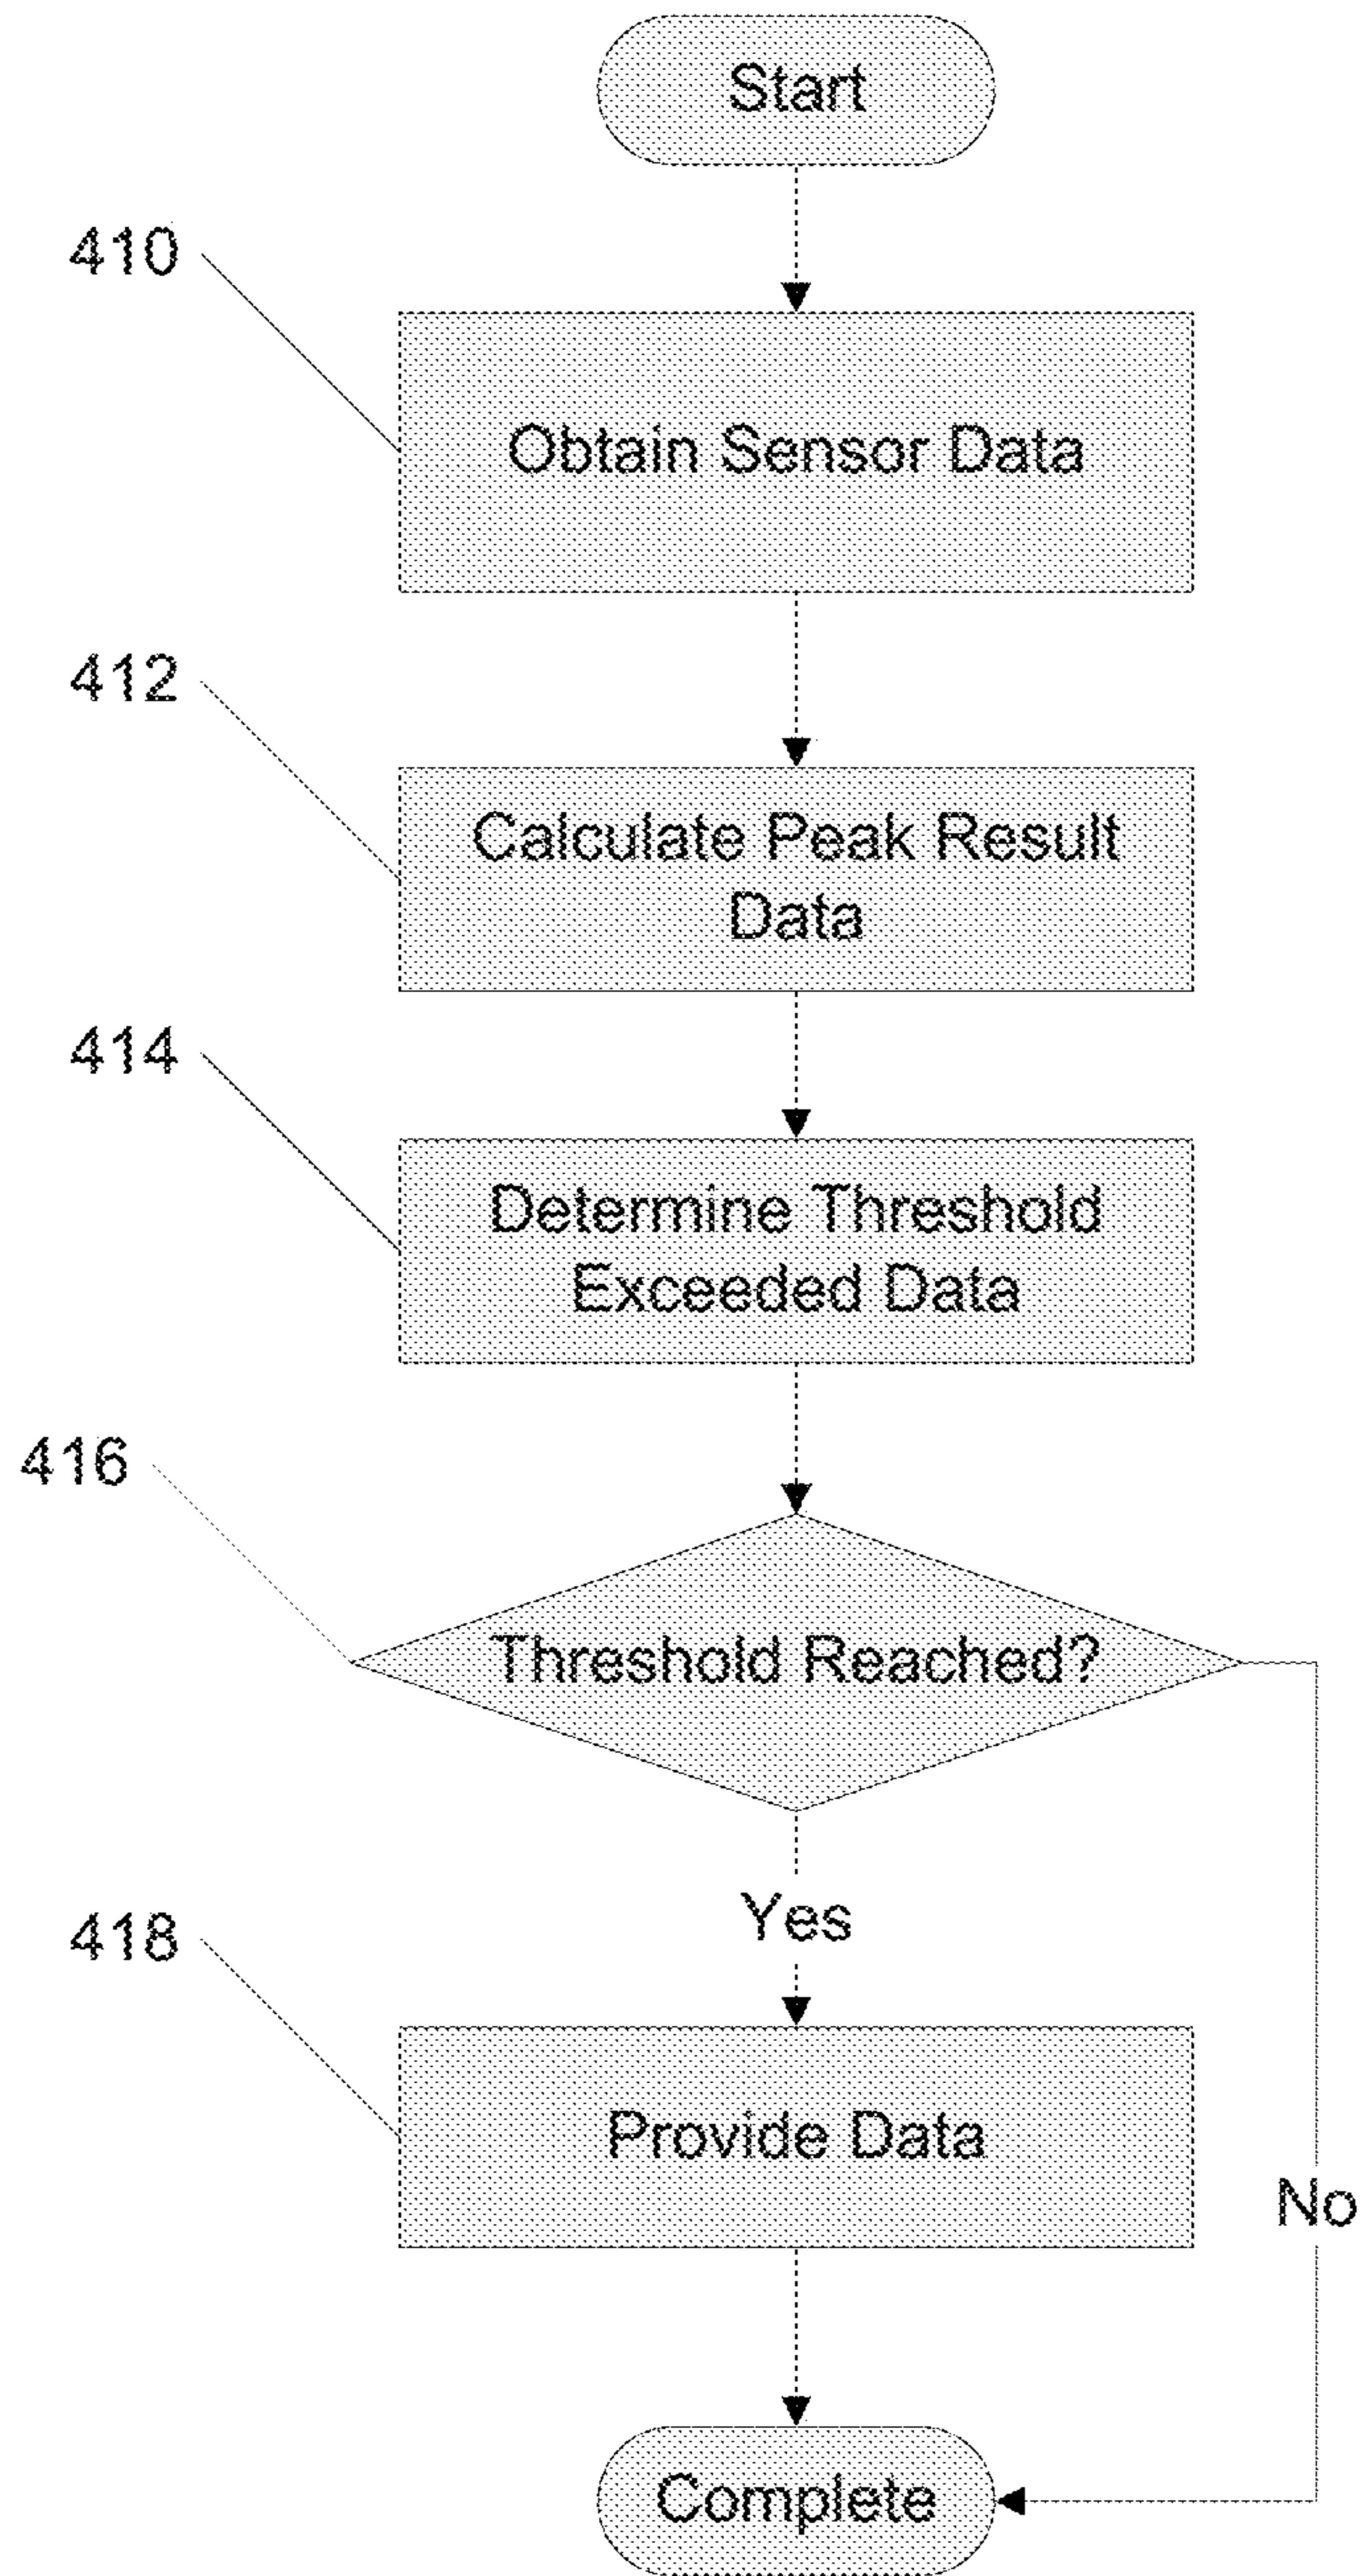 Start
410
Obtain Sensor Data
412
Calculate Peak Result
Data
414
Determine Threshold
Exceeded Data
416
Threshold Reached?
Yes
418
Provide Data
No
Complete